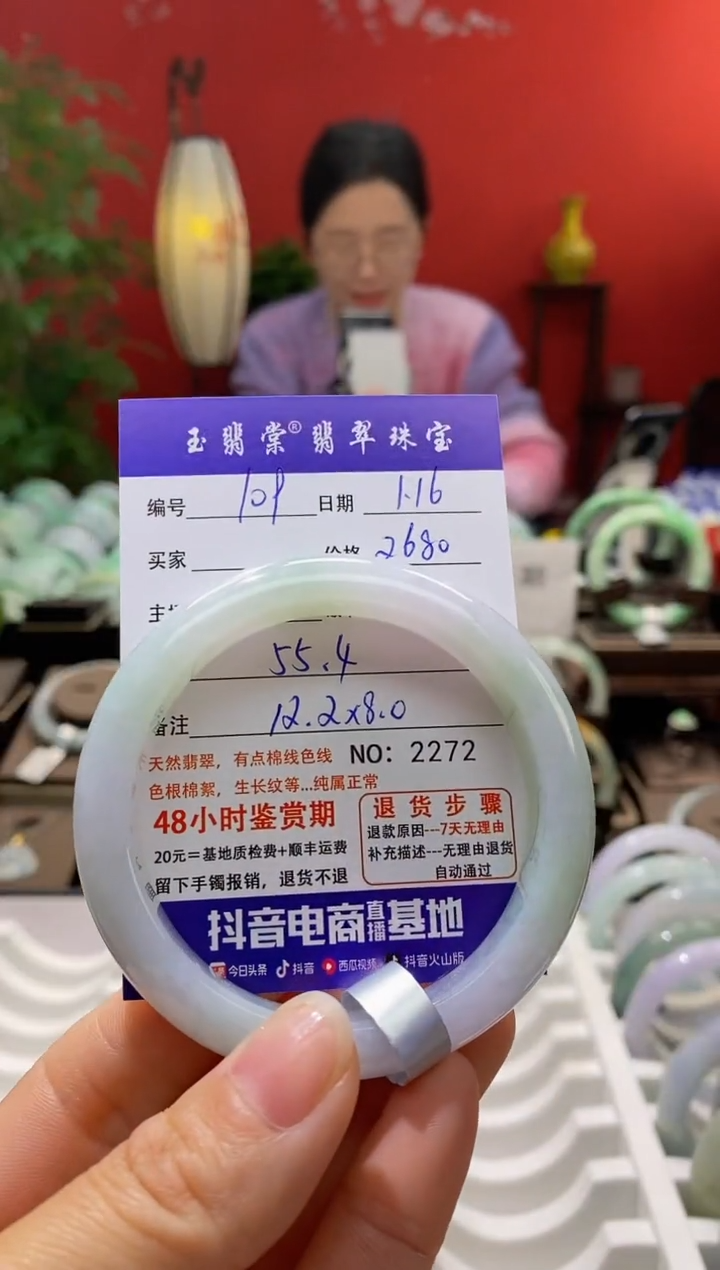 玉翡棠®翡翠珠宝
编号 109 日期 1.16
买家 价格 2680
55.4
备注 12.2x8.0
天然翡翠，有点棉线色线 NO：2272
色根棉絮，生长纹等...纯属正常
48小时鉴赏期
20元＝基地质检费+顺丰运费
留下手镯报销，退货不退
退货步骤
退款原因---7天无理由
补充描述---无理由退货
自动通过
抖音电商直播基地
今日头条 抖音 西瓜视频 抖音火山版